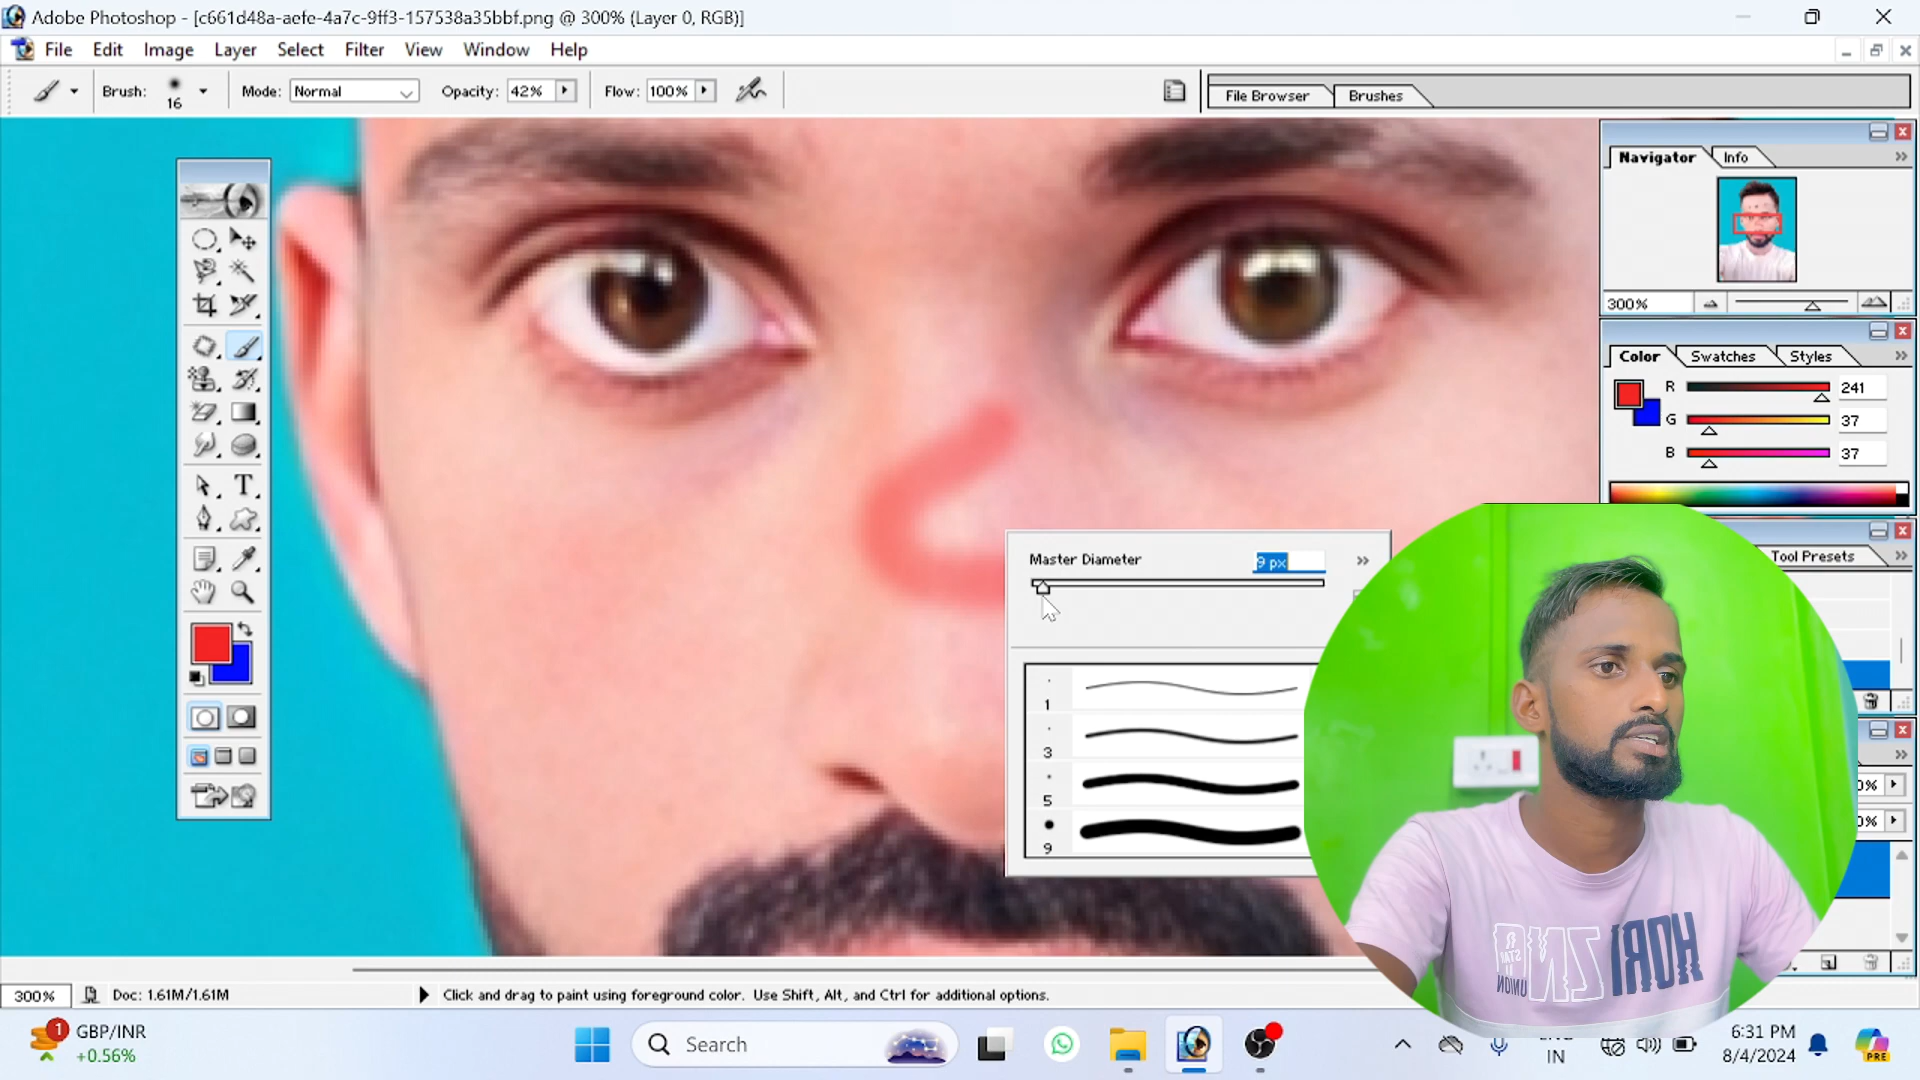 Adobe Photoshop - [c661d48a-aefe-4a7c-9ff3-157538a35bbf.png @ 300% (Layer 0, RGB)]
File Edit Image Layer Select Filter View Window Help
Brush: 16 Mode: Normal Opacity: 42% Flow: 100% File Browser Brushes
Navigator Info
300%
Color Swatches Styles
R 241
G 37
B 37
Tool Presets
Master Diameter 9 px
1
3
5
9
T
0%
0%
300% Doc: 1.61M/1.61M Click and drag to paint using foreground color. Use Shift, Alt, and Ctrl for additional options.
1 GBP/INR
+0.56%
Search
IN
6:31 PM
8/4/2024
PRE